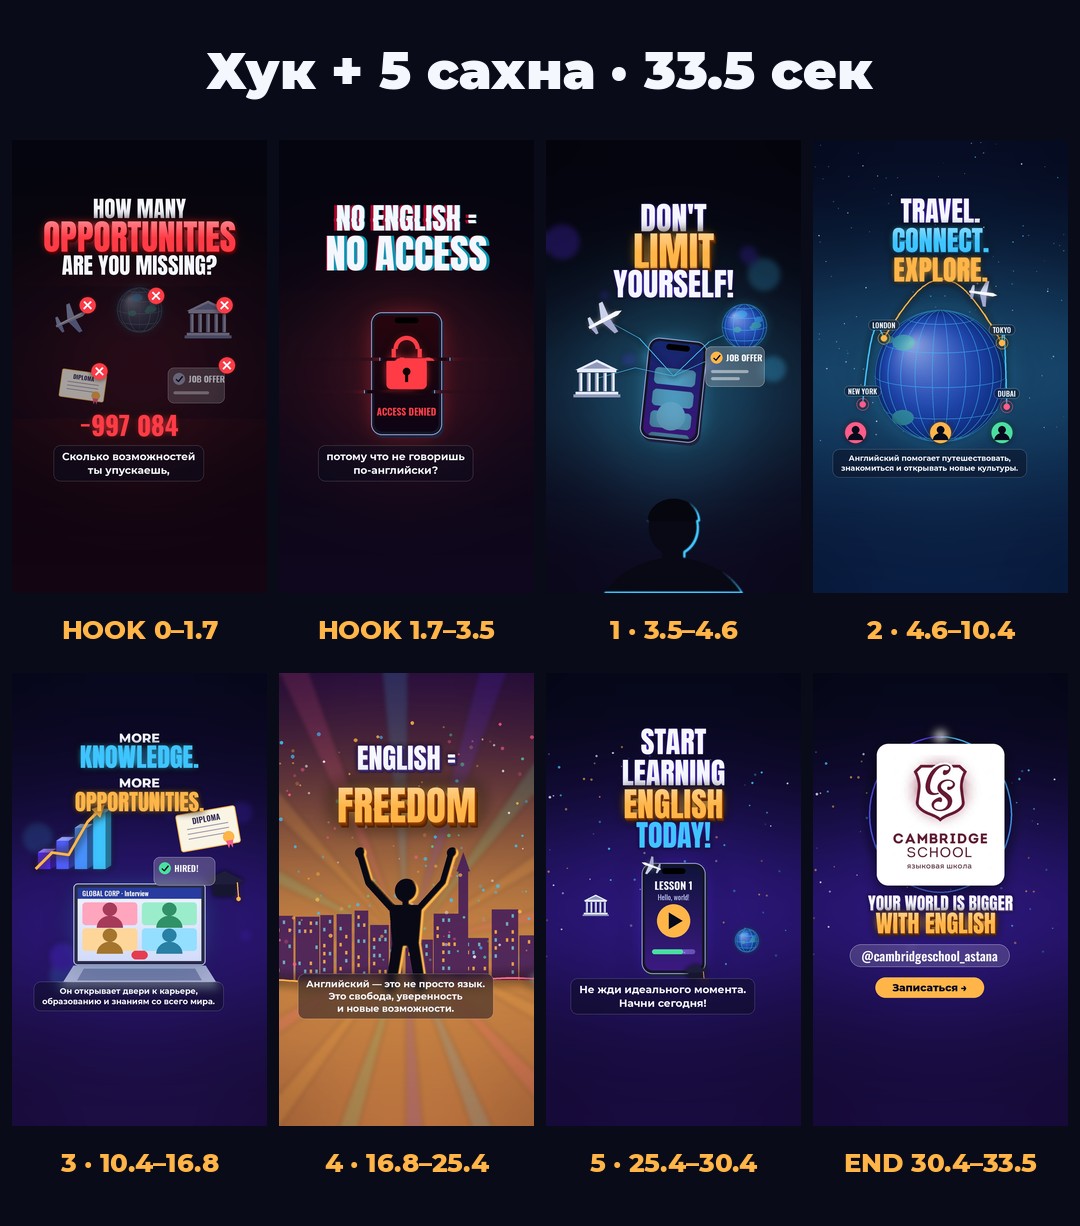 Хук + 5 сахна • 33.5 сек
HOW MANY
OPPORTUNITIES
ARE YOU MISSING?
DIPLOMA
JOB OFFER
-997 084
Сколько возможностей
ты упускаешь,
HOOK 0–1.7
NO ENGLISH =
NO ACCESS
ACCESS DENIED
потому что не говоришь
по-английски?
HOOK 1.7–3.5
DON'T
LIMIT
YOURSELF!
JOB OFFER
1 • 3.5–4.6
TRAVEL.
CONNECT.
EXPLORE.
LONDON
TOKYO
NEW YORK
DUBAI
Английский помогает путешествовать,
знакомиться и открывать новые культуры.
2 • 4.6–10.4
MORE
KNOWLEDGE.
MORE
OPPORTUNITIES.
DIPLOMA
HIRED!
GLOBAL CORP · Interview
Он открывает двери к карьере,
образованию и знаниям со всего мира.
3 • 10.4–16.8
ENGLISH =
FREEDOM
Английский — это не просто язык.
Это свобода, уверенность
и новые возможности.
4 • 16.8–25.4
START
LEARNING
ENGLISH
TODAY!
LESSON 1
Hello, world!
Не жди идеального момента.
Начни сегодня!
5 • 25.4–30.4
CS
CAMBRIDGE
SCHOOL
языковая школа
YOUR WORLD IS BIGGER
WITH ENGLISH
@cambridgeschool_astana
Записаться →
END 30.4–33.5